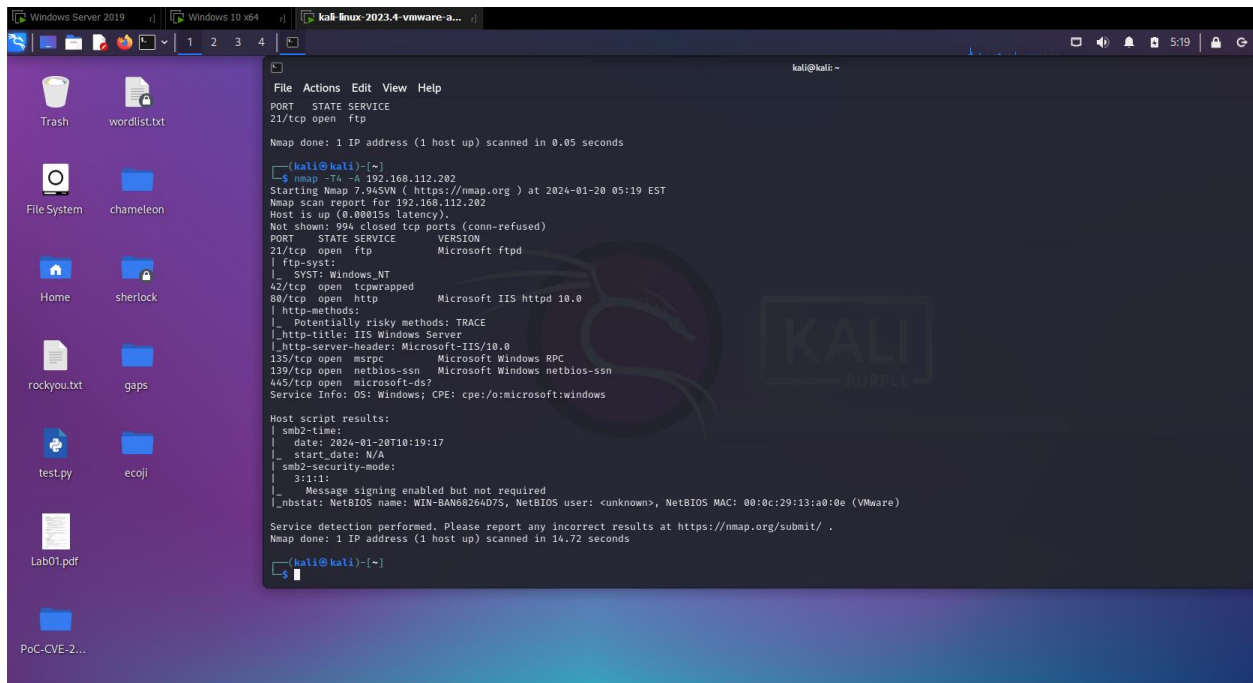 Windows Server 2019
Windows 10 x64
kali-linux-2023.4-vmware-a...
1 2 3 4
5:19
kali@kali: ~
File Actions Edit View Help
PORT   STATE SERVICE
21/tcp open  ftp
Nmap done: 1 IP address (1 host up) scanned in 0.05 seconds
┌──(kali㉿kali)-[~]
└─$ nmap -T4 -A 192.168.112.202
Starting Nmap 7.94SVN ( https://nmap.org ) at 2024-01-20 05:19 EST
Nmap scan report for 192.168.112.202
Host is up (0.00015s latency).
Not shown: 994 closed tcp ports (conn-refused)
PORT    STATE SERVICE       VERSION
21/tcp  open  ftp           Microsoft ftpd
| ftp-syst:
|_  SYST: Windows_NT
42/tcp  open  tcpwrapped
80/tcp  open  http          Microsoft IIS httpd 10.0
| http-methods:
|_  Potentially risky methods: TRACE
|_http-title: IIS Windows Server
|_http-server-header: Microsoft-IIS/10.0
135/tcp open  msrpc         Microsoft Windows RPC
139/tcp open  netbios-ssn   Microsoft Windows netbios-ssn
445/tcp open  microsoft-ds?
Service Info: OS: Windows; CPE: cpe:/o:microsoft:windows
Host script results:
| smb2-time:
|   date: 2024-01-20T10:19:17
|_  start_date: N/A
| smb2-security-mode:
|   3:1:1:
|_    Message signing enabled but not required
|_nbstat: NetBIOS name: WIN-BAN68264D7S, NetBIOS user: <unknown>, NetBIOS MAC: 00:0c:29:13:a0:0e (VMware)
Service detection performed. Please report any incorrect results at https://nmap.org/submit/ .
Nmap done: 1 IP address (1 host up) scanned in 14.72 seconds
┌──(kali㉿kali)-[~]
└─$
KALI
PURPLE
Trash
wordlist.txt
File System
chameleon
Home
sherlock
rockyou.txt
gaps
test.py
ecoji
Lab01.pdf
PoC-CVE-2...